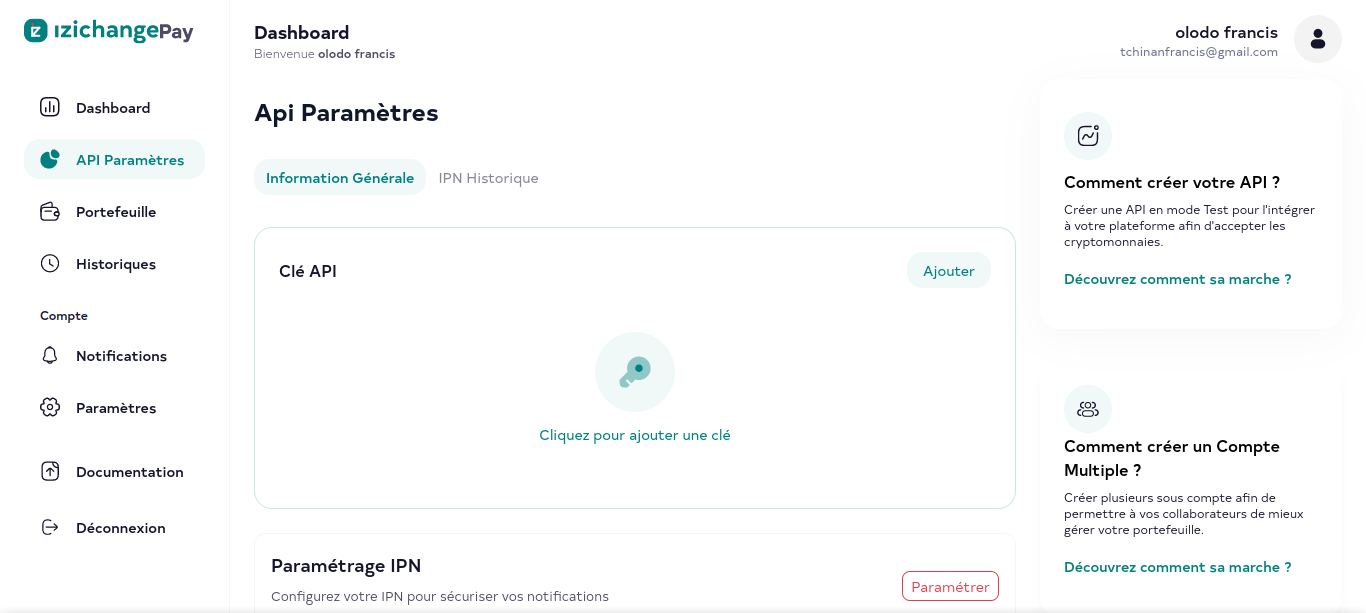 ızichangePay
Dashboard
API Paramètres
Portefeuille
Historiques
Compte
Notifications
Paramètres
Documentation
Déconnexion
Dashboard
Bienvenue olodo francis
olodo francis
tchinanfrancis@gmail.com
Api Paramètres
Information Générale
IPN Historique
Clé API
Ajouter
Cliquez pour ajouter une clé
Paramétrage IPN
Configurez votre IPN pour sécuriser vos notifications
Paramétrer
Comment créer votre API ?
Créer une API en mode Test pour l'intégrer
à votre plateforme afin d'accepter les
cryptomonnaies.
Découvrez comment sa marche ?
Comment créer un Compte
Multiple ?
Créer plusieurs sous compte afin de
permettre à vos collaborateurs de mieux
gérer votre portefeuille.
Découvrez comment sa marche ?